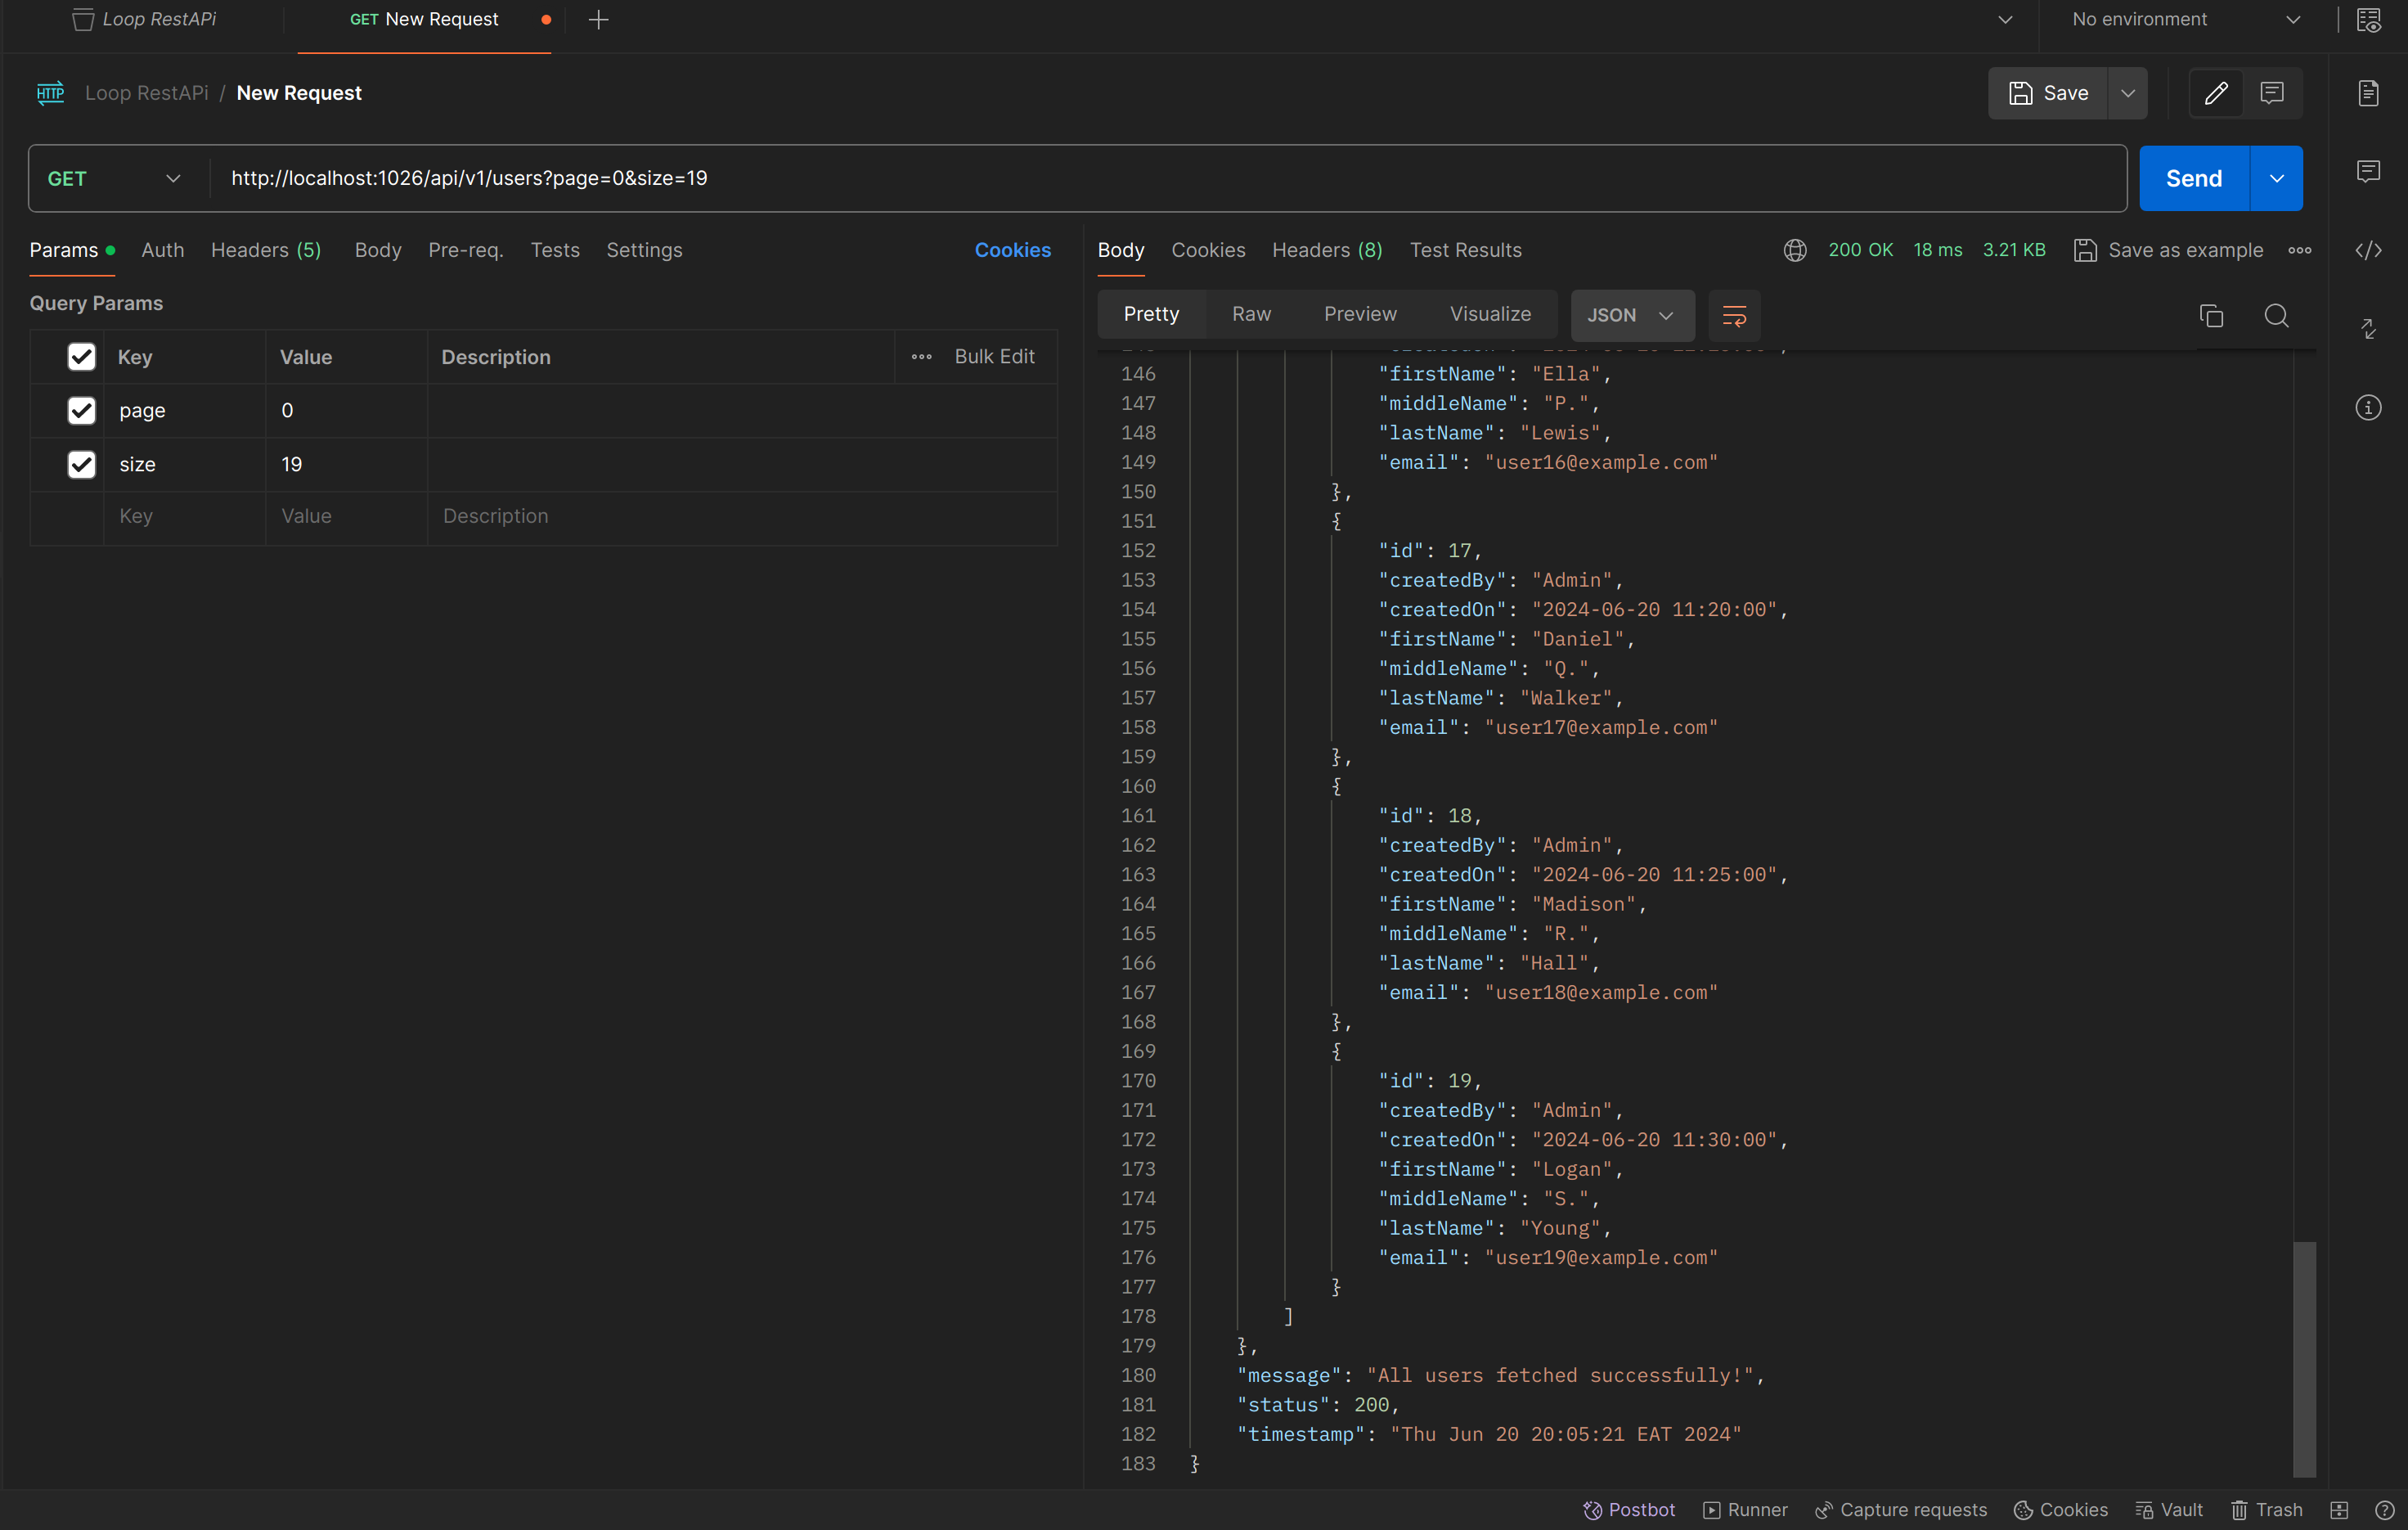 Loop RestAPi
GET New Request
No environment
HTTP Loop RestAPi / New Request
Save
GET http://localhost:1026/api/v1/users?page=0&size=19
Send
Params Auth Headers (5) Body Pre-req. Tests Settings Cookies
Query Params
Key Value Description Bulk Edit
page 0
size 19
Key Value Description
Body Cookies Headers (8) Test Results
200 OK 18 ms 3.21 KB Save as example
Pretty Raw Preview Visualize JSON
146 "firstName": "Ella",
147 "middleName": "P.",
148 "lastName": "Lewis",
149 "email": "user16@example.com"
150 },
151 {
152 "id": 17,
153 "createdBy": "Admin",
154 "createdOn": "2024-06-20 11:20:00",
155 "firstName": "Daniel",
156 "middleName": "Q.",
157 "lastName": "Walker",
158 "email": "user17@example.com"
159 },
160 {
161 "id": 18,
162 "createdBy": "Admin",
163 "createdOn": "2024-06-20 11:25:00",
164 "firstName": "Madison",
165 "middleName": "R.",
166 "lastName": "Hall",
167 "email": "user18@example.com"
168 },
169 {
170 "id": 19,
171 "createdBy": "Admin",
172 "createdOn": "2024-06-20 11:30:00",
173 "firstName": "Logan",
174 "middleName": "S.",
175 "lastName": "Young",
176 "email": "user19@example.com"
177 }
178 ]
179 },
180 "message": "All users fetched successfully!",
181 "status": 200,
182 "timestamp": "Thu Jun 20 20:05:21 EAT 2024"
183 }
Postbot Runner Capture requests Cookies Vault Trash